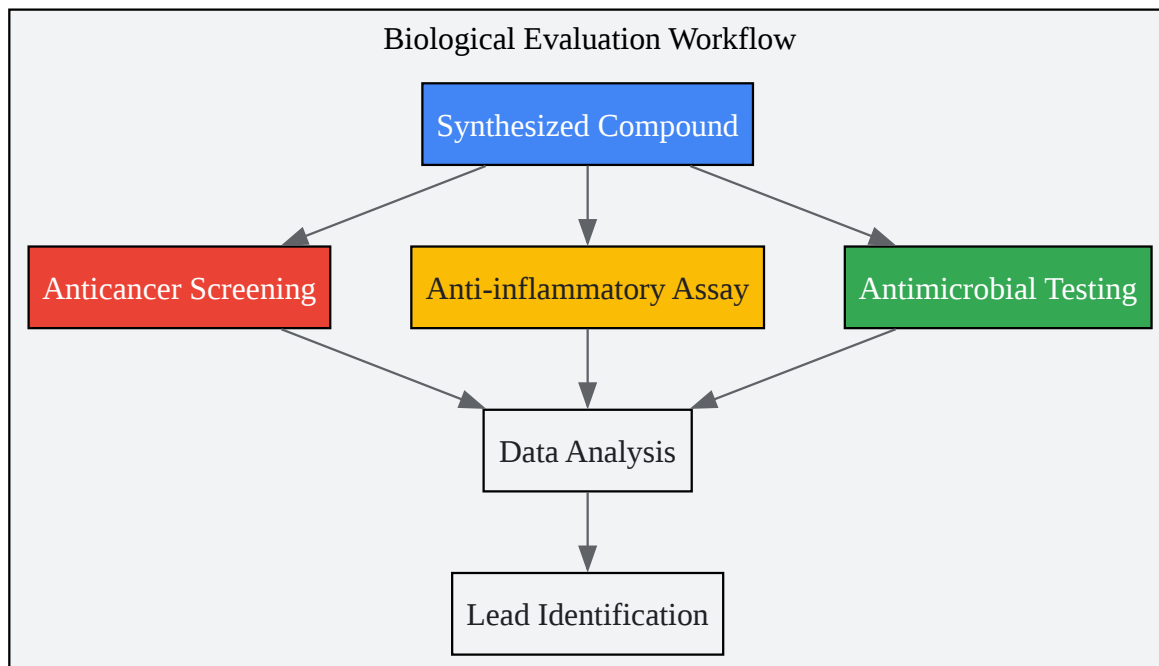 Biological Evaluation Workflow
Synthesized Compound
Anticancer Screening
Anti-inflammatory Assay
Antimicrobial Testing
Data Analysis
Lead Identification